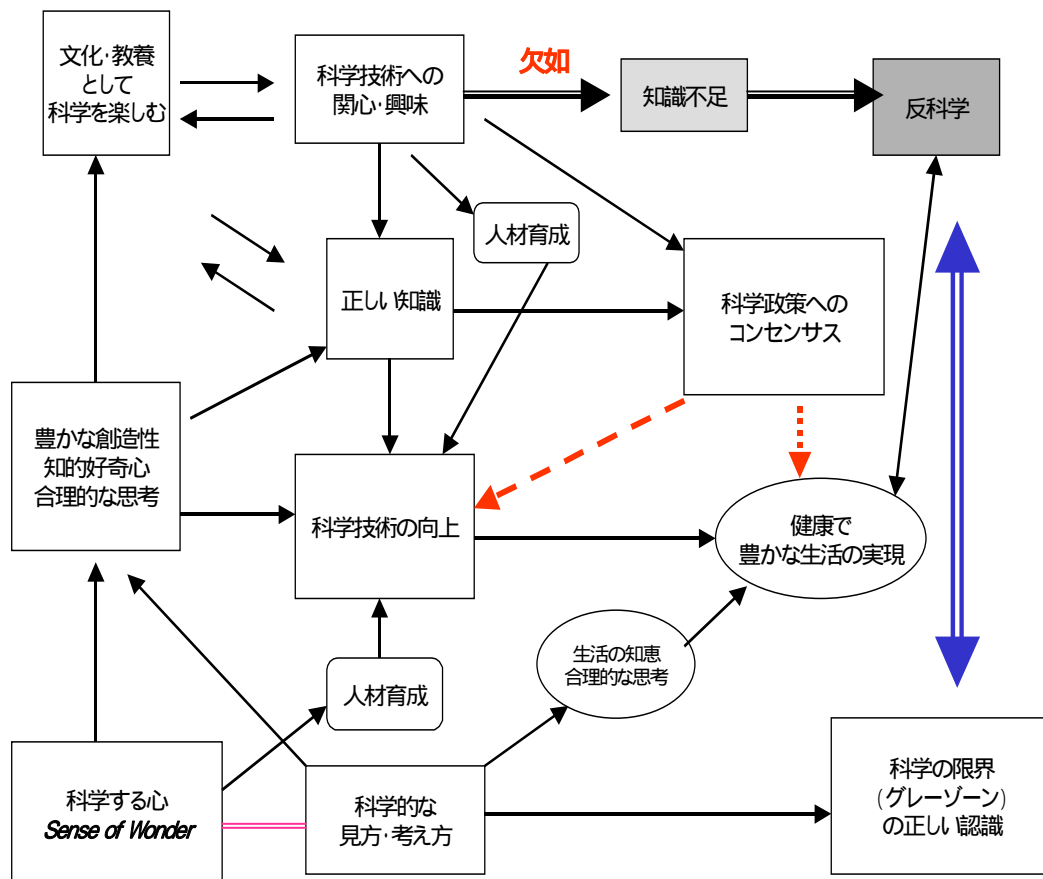 文化・教養
として
科学を楽しむ
科学技術への
関心・興味
欠如
知識不足
反科学
人材育成
正しい知識
科学政策への
コンセンサス
豊かな創造性
知的好奇心
合理的な思考
科学技術の向上
健康で
豊かな生活の実現
生活の知恵
合理的な思考
人材育成
科学する心
Sense of Wonder
科学的な
見方・考え方
科学の限界
(グレーゾーン)
の正しい認識